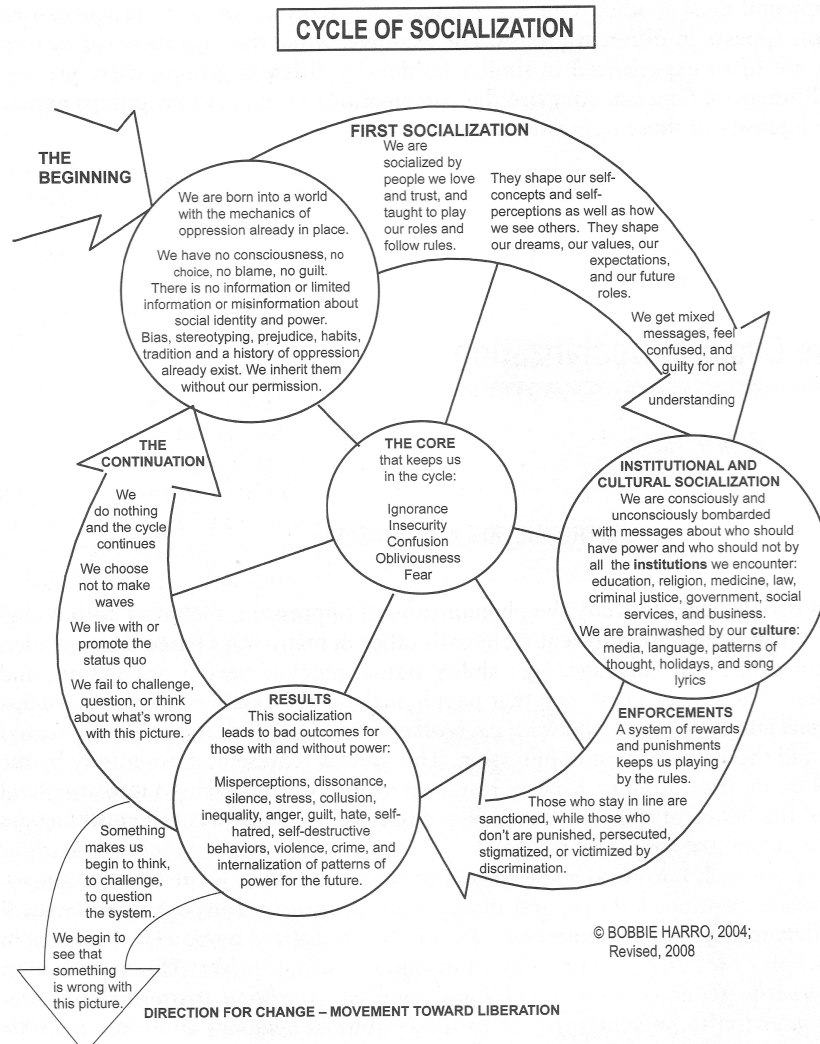 CYCLE OF SOCIALIZATION
THE
BEGINNING
We are born into a world
with the mechanics of
oppression already in place.
We have no consciousness, no
choice, no blame, no guilt.
There is no information or limited
information or misinformation about
social identity and power.
Bias, stereotyping, prejudice, habits,
tradition and a history of oppression
already exist. We inherit them
without our permission.
FIRST SOCIALIZATION
We are
socialized by
people we love
and trust, and
taught to play
our roles and
follow rules.
They shape our self-
concepts and self-
perceptions as well as how
we see others. They shape
our dreams, our values, our
expectations,
and our future
roles.
We get mixed
messages, feel
confused, and
guilty for not
understanding
INSTITUTIONAL AND
CULTURAL SOCIALIZATION
We are consciously and
unconsciously bombarded
with messages about who should
have power and who should not by
all the institutions we encounter:
education, religion, medicine, law,
criminal justice, government, social
services, and business.
We are brainwashed by our culture:
media, language, patterns of
thought, holidays, and song
lyrics
ENFORCEMENTS
A system of rewards
and punishments
keeps us playing
by the rules.
Those who stay in line are
sanctioned, while those who
don't are punished, persecuted,
stigmatized, or victimized by
discrimination.
RESULTS
This socialization
leads to bad outcomes for
those with and without power:
Misperceptions, dissonance,
silence, stress, collusion,
inequality, anger, guilt, hate, self-
hatred, self-destructive
behaviors, violence, crime, and
internalization of patterns of
power for the future.
THE
CONTINUATION
We
do nothing
and the cycle
continues
We choose
not to make
waves
We live with or
promote the
status quo
We fail to challenge,
question, or think
about what's wrong
with this picture.
THE CORE
that keeps us
in the cycle:
Ignorance
Insecurity
Confusion
Obliviousness
Fear
Something
makes us
begin to think,
to challenge,
to question
the system.
We begin to
see that
something
is wrong with
this picture.
© BOBBIE HARRO, 2004;
Revised, 2008
DIRECTION FOR CHANGE – MOVEMENT TOWARD LIBERATION